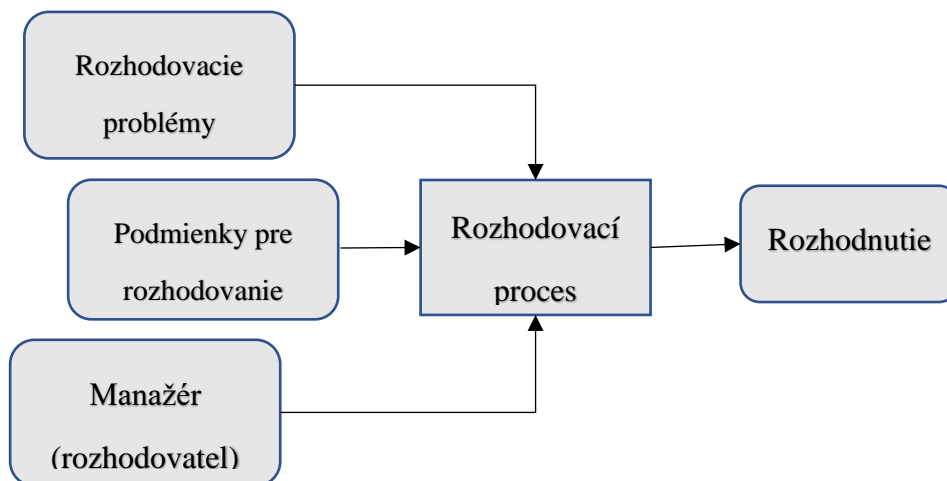 Rozhodovacie
problémy
Podmienky pre
rozhodovanie
Manažér
(rozhodovatel)
Rozhodovací
proces
Rozhodnutie